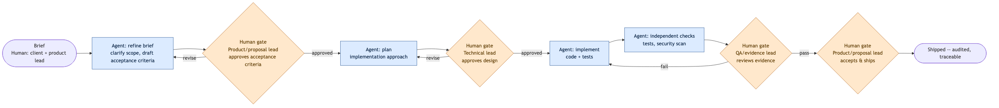 Brief
Human: client + product
lead
Agent: refine brief
clarify scope, draft
acceptance criteria
revise
Human gate
Product/proposal lead
approves acceptance
criteria
approved
Agent: plan
implementation approach
revise
Human gate
Technical lead
approves design
approved
Agent: implement
code + tests
Agent: independent checks
tests, security scan
fail
Human gate
QA/evidence lead
reviews evidence
pass
Human gate
Product/proposal lead
accepts & ships
Shipped -- audited,
traceable